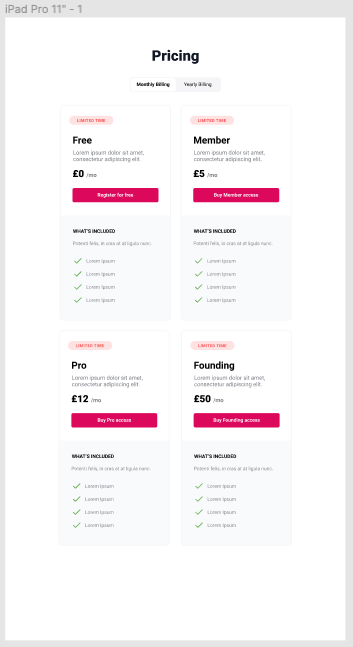 iPad Pro 11" - 1
Pricing
Monthly Billing Yearly Billing
LIMITED TIME
Free
Lorem ipsum dolor sit amet,
consectetur adipiscing elit.
£0 /mo
Register for free
WHAT'S INCLUDED
Potenti felis, in cras at at ligula nunc.
Lorem Ipsum
Lorem Ipsum
Lorem Ipsum
Lorem Ipsum
LIMITED TIME
Member
Lorem ipsum dolor sit amet,
consectetur adipiscing elit.
£5 /mo
Buy Member access
WHAT'S INCLUDED
Potenti felis, in cras at at ligula nunc.
Lorem Ipsum
Lorem Ipsum
Lorem Ipsum
Lorem Ipsum
LIMITED TIME
Pro
Lorem ipsum dolor sit amet,
consectetur adipiscing elit.
£12 /mo
Buy Pro access
WHAT'S INCLUDED
Potenti felis, in cras at at ligula nunc.
Lorem Ipsum
Lorem Ipsum
Lorem Ipsum
Lorem Ipsum
LIMITED TIME
Founding
Lorem ipsum dolor sit amet,
consectetur adipiscing elit.
£50 /mo
Buy Founding access
WHAT'S INCLUDED
Potenti felis, in cras at at ligula nunc.
Lorem Ipsum
Lorem Ipsum
Lorem Ipsum
Lorem Ipsum